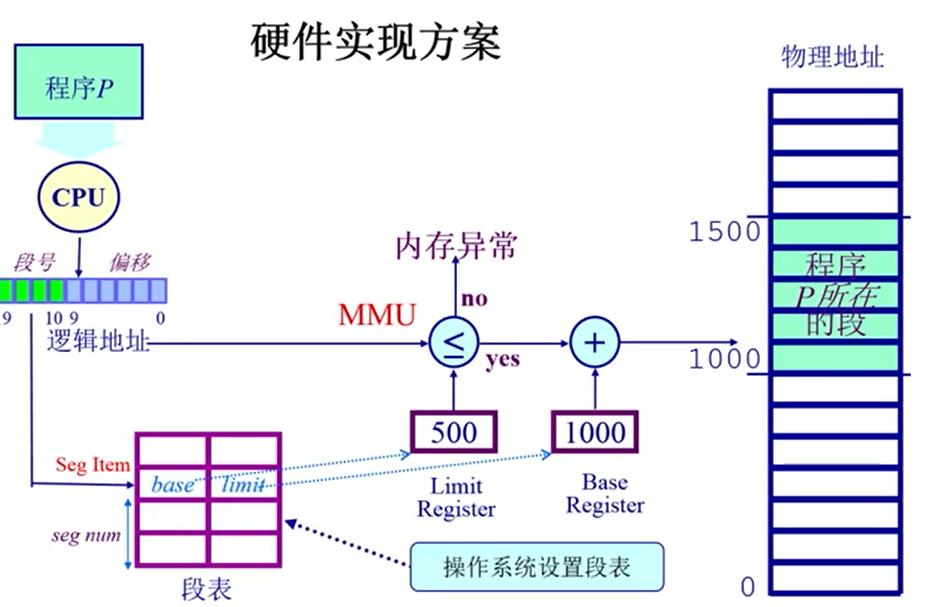 硬件实现方案
程序P
CPU
段号
偏移
9
10 9
0
逻辑地址
MMU
内存异常
no
≤
yes
+
500
1000
Limit
Register
Base
Register
Seg Item
base
limit
seg num
段表
操作系统设置段表
物理地址
1500
程序
P所在
的段
1000
0